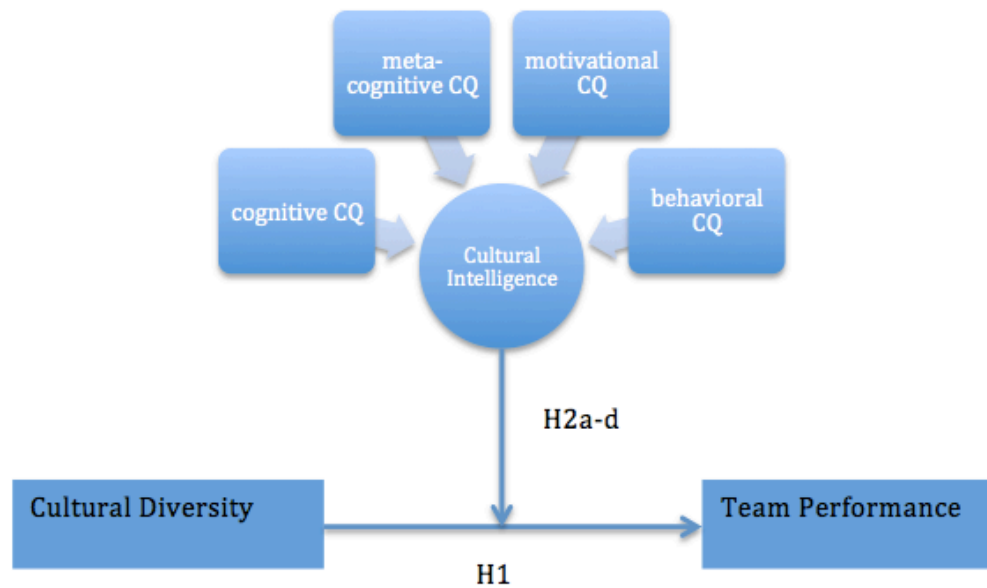 meta-
cognitive CQ
motivational
CQ
cognitive CQ
behavioral
CQ
Cultural
Intelligence
H2a-d
Cultural Diversity
Team Performance
H1